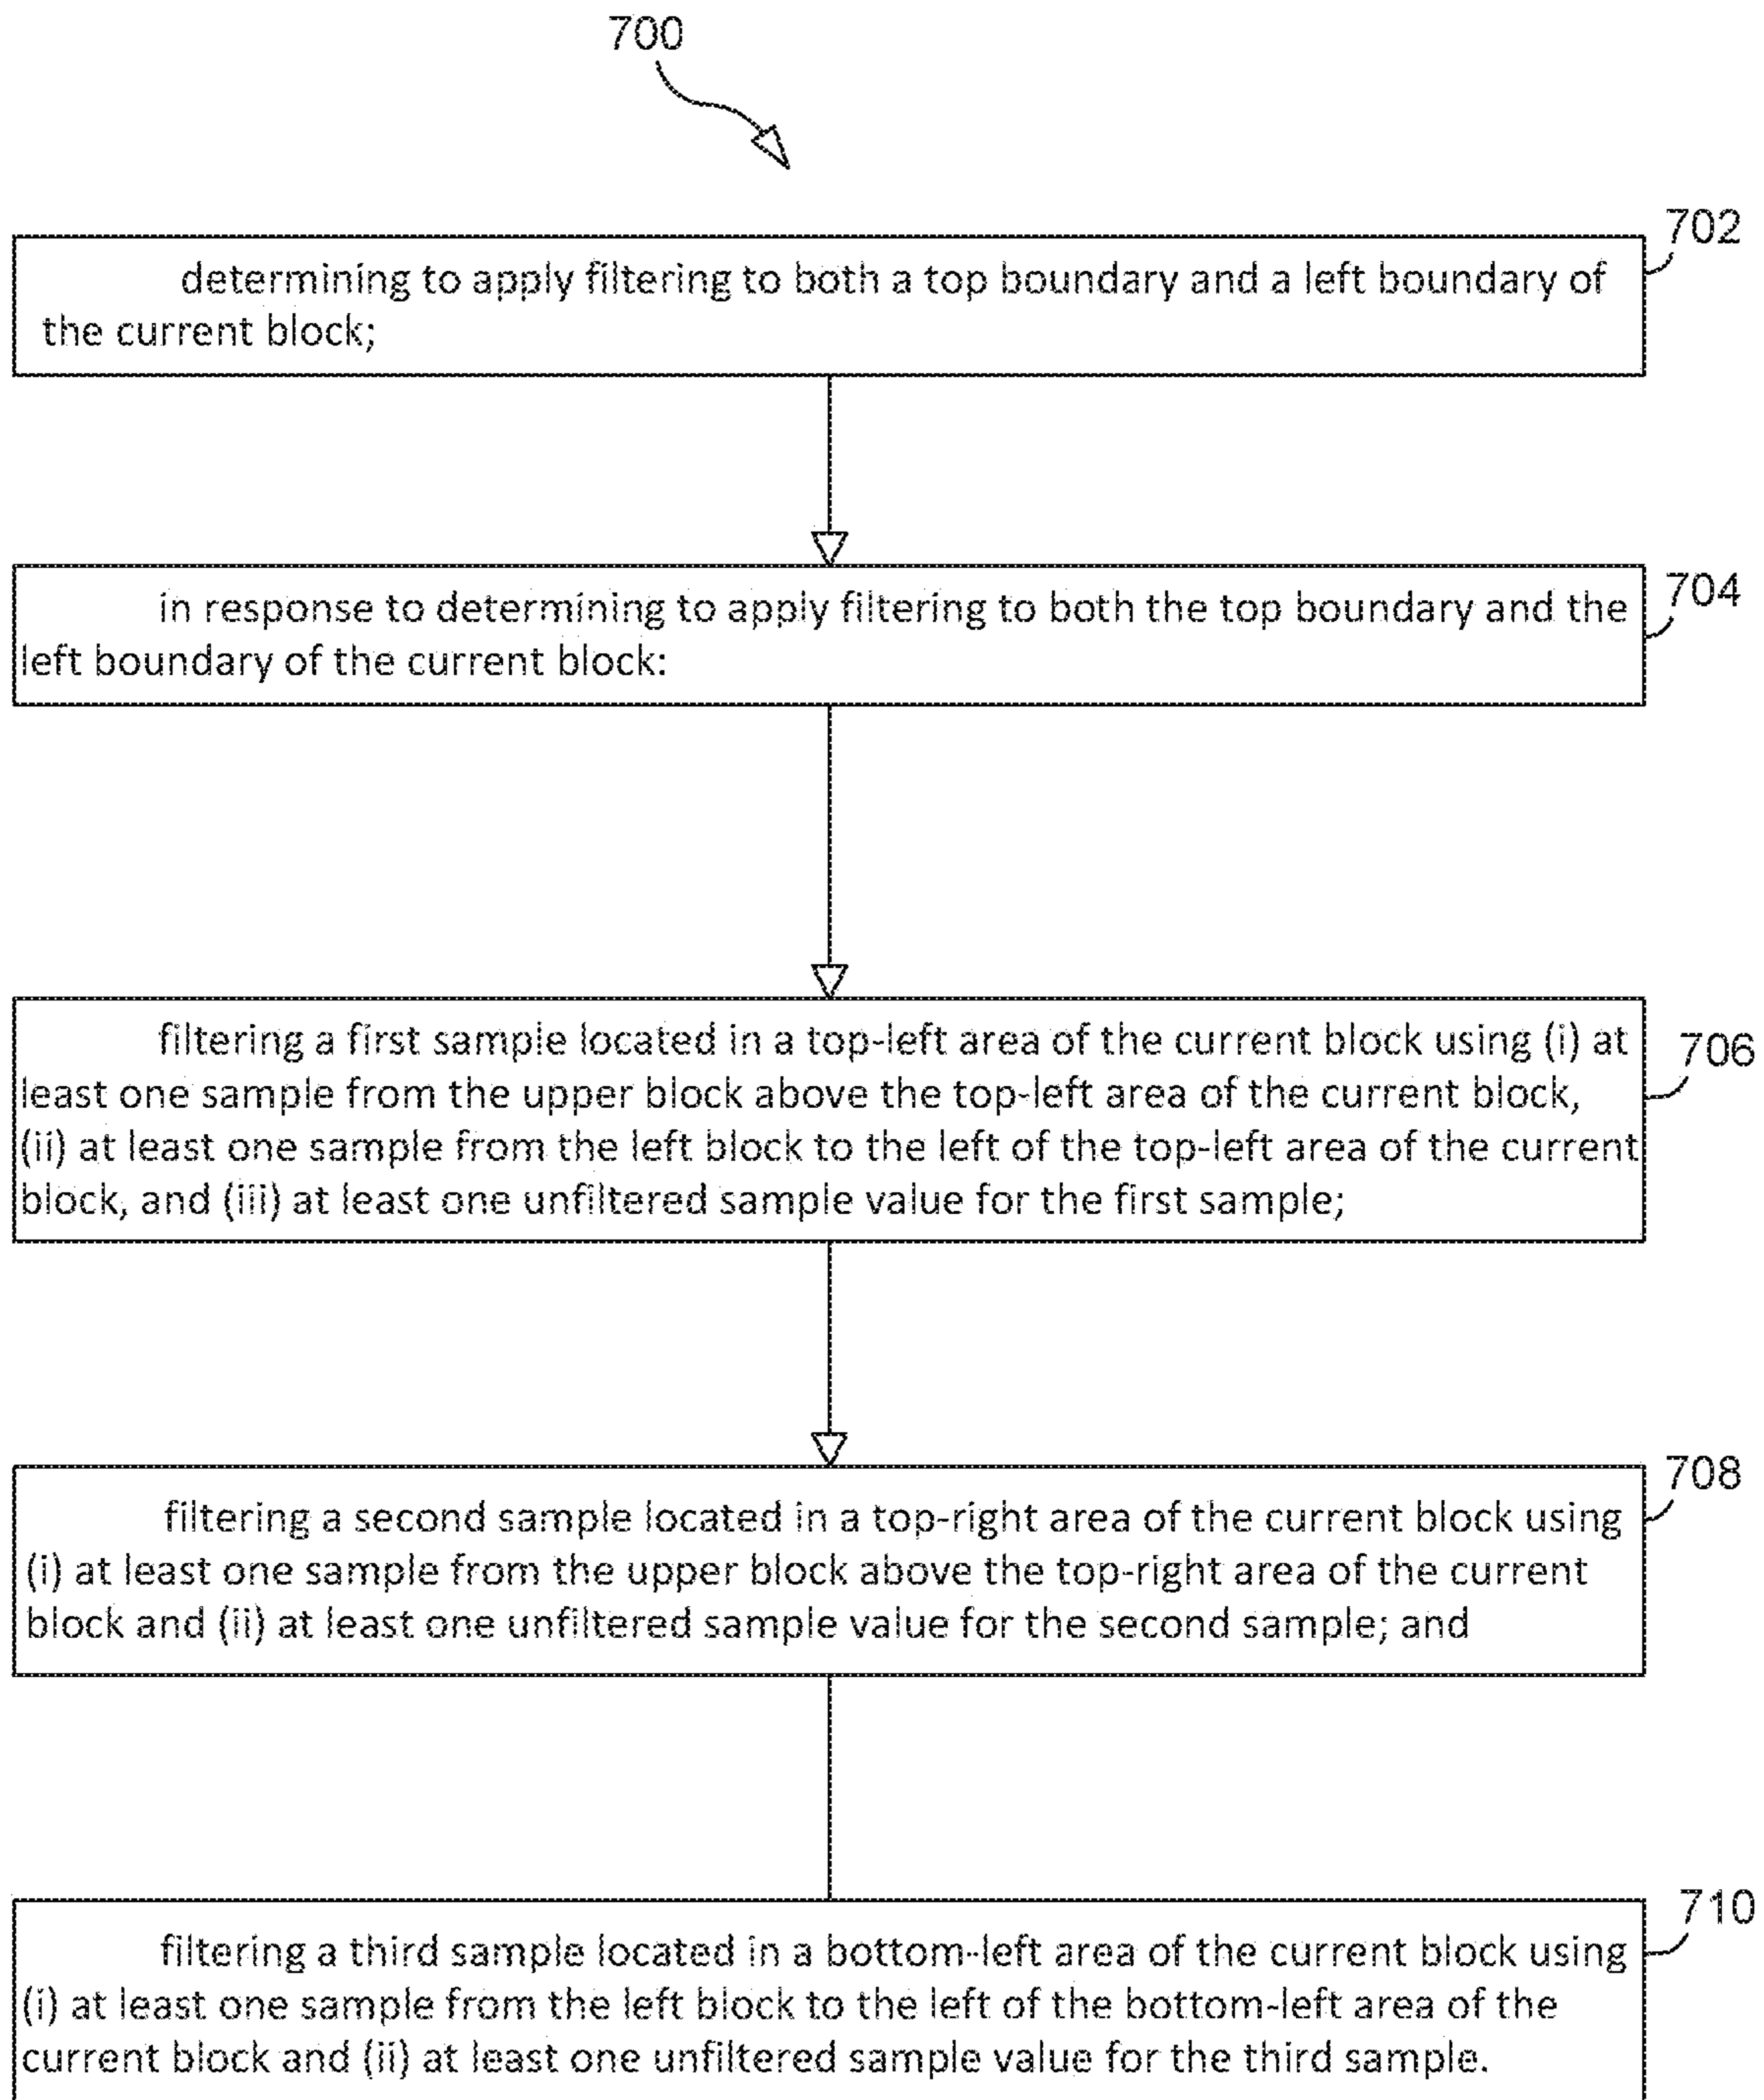 700
702
determining to apply filtering to both a top boundary and a left boundary of
the current block;
704
in response to determining to apply filtering to both the top boundary and the
left boundary of the current block:
706
filtering a first sample located in a top-left area of the current block using (i) at
least one sample from the upper block above the top-left area of the current block,
(ii) at least one sample from the left block to the left of the top-left area of the current
block, and (iii) at least one unfiltered sample value for the first sample;
708
filtering a second sample located in a top-right area of the current block using
(i) at least one sample from the upper block above the top-right area of the current
block and (ii) at least one unfiltered sample value for the second sample; and
710
filtering a third sample located in a bottom-left area of the current block using
(i) at least one sample from the left block to the left of the bottom-left area of the
current block and (ii) at least one unfiltered sample value for the third sample.